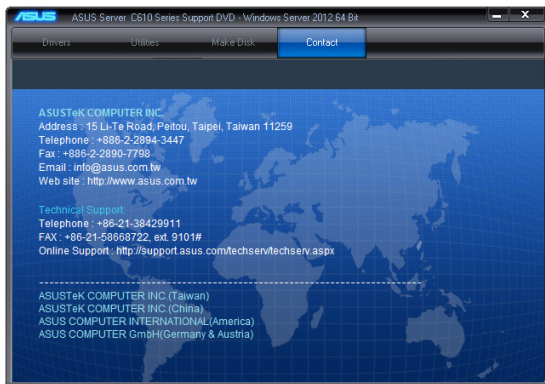 ASUS ASUS Server C610 Series Support DVD - Windows Server 2012 64 Bit
Drivers Utilities Make Disk Contact
ASUSTeK COMPUTER INC.
Address : 15 Li-Te Road, Peitou, Taipei, Taiwan 11259
Telephone : +886-2-2894-3447
Fax : +886-2-2890-7798
Email : info@asus.com.tw
Web site : http://www.asus.com.tw
Technical Support:
Telephone : +86-21-38429911
FAX : +86-21-58668722, ext. 9101#
Online Support : http://support.asus.com/techserv/techserv.aspx
ASUSTeK COMPUTER INC.(Taiwan)
ASUSTeK COMPUTER INC.(China)
ASUS COMPUTER INTERNATIONAL(America)
ASUS COMPUTER GmbH(Germany & Austria)